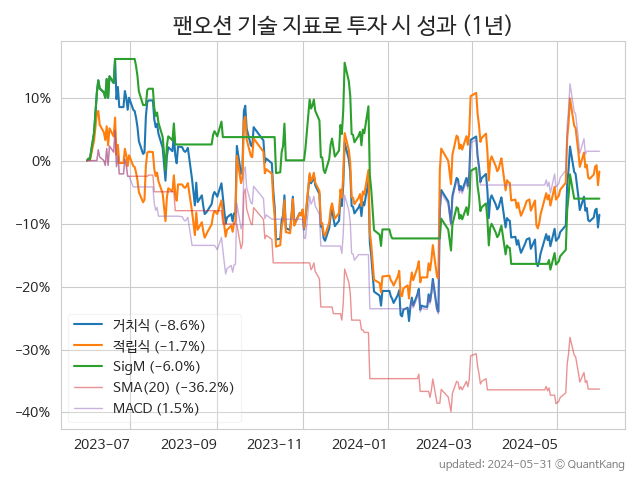 팬오션 기술 지표로 투자 시 성과 (1년)
10%
0%
−10%
−20%
−30%
−40%
거치식 (−8.6%)
적립식 (−1.7%)
SigM (−6.0%)
SMA(20) (−36.2%)
MACD (1.5%)
2023−07
2023−09
2023−11
2024−01
2024−03
2024−05
updated: 2024−05−31 © QuantKang